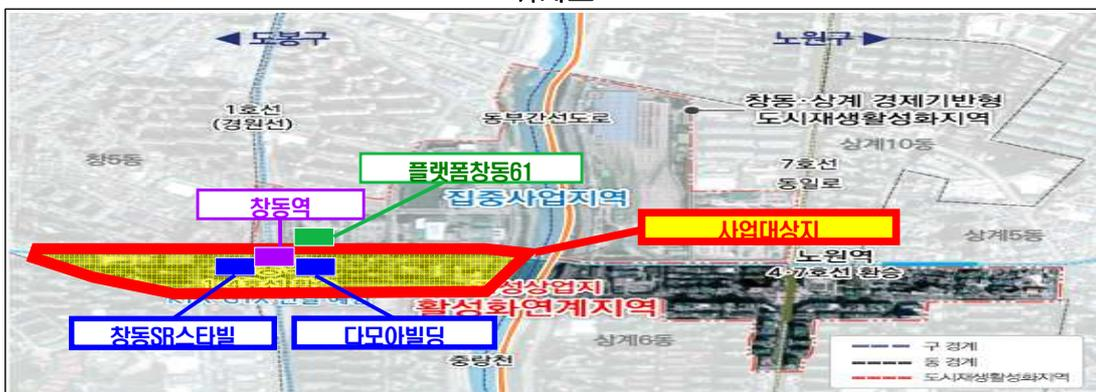 ◀ 도봉구
노원구 ▶
1호선
(경원선)
동부간선도로
창동·상계 경제기반형
도시재생활성화지역
창5동
상계10동
7호선
동일로
플랫폼창동61
집중사업지역
창동역
사업대상지
상계5동
노원역
4·7호선 환승
성상업지
활성화연계지역
창동SR스타빌
다모아빌딩
상계6동
중랑천
구 경계
동 경계
도시재생활성화지역